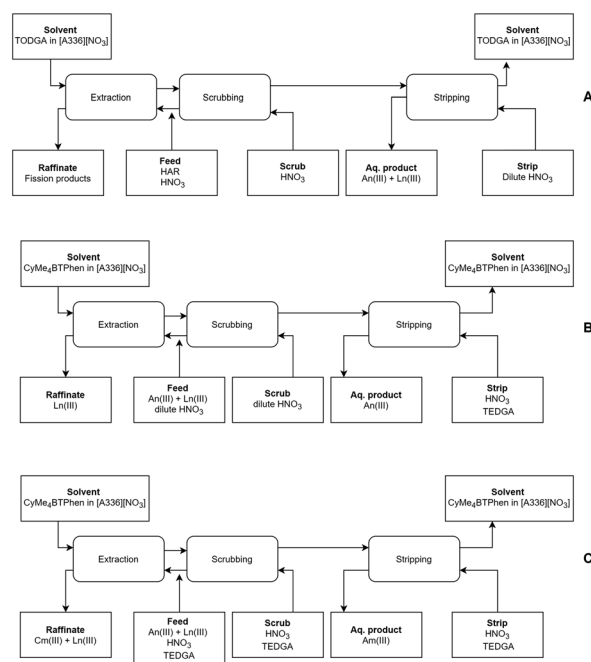 Solvent
TODGA in [A336][NO₃]
Solvent
TODGA in [A336][NO₃]
Extraction
Scrubbing
Stripping
A
Raffinate
Fission products
Feed
HAR
HNO₃
Scrub
HNO₃
Aq. product
An(III) + Ln(III)
Strip
Dilute HNO₃
Solvent
CyMe₄BTPhen in [A336][NO₃]
Solvent
CyMe₄BTPhen in [A336][NO₃]
Extraction
Scrubbing
Stripping
B
Raffinate
Ln(III)
Feed
An(III) + Ln(III)
dilute HNO₃
Scrub
dilute HNO₃
Aq. product
An(III)
Strip
HNO₃
TEDGA
Solvent
CyMe₄BTPhen in [A336][NO₃]
Solvent
CyMe₄BTPhen in [A336][NO₃]
Extraction
Scrubbing
Stripping
C
Raffinate
Cm(III) + Ln(III)
Feed
An(III) + Ln(III)
HNO₃
TEDGA
Scrub
HNO₃
TEDGA
Aq. product
Am(III)
Strip
HNO₃
TEDGA